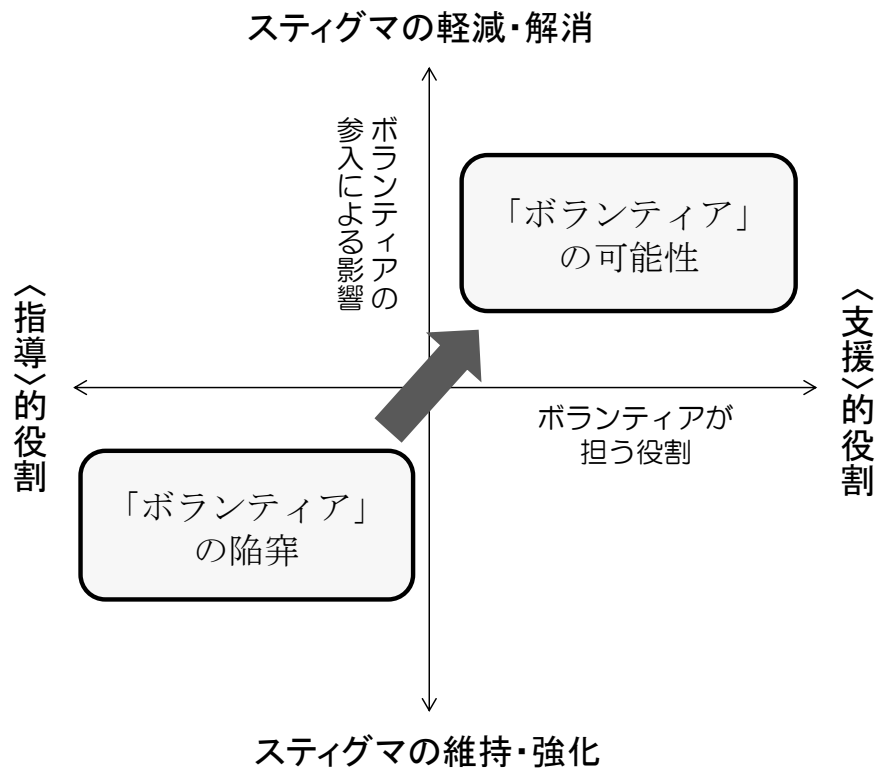 スティグマの軽減・解消
ボランティアの
参入による影響
「ボランティア」
の可能性
〈指導〉的役割
〈支援〉的役割
ボランティアが
担う役割
「ボランティア」
の陥穽
スティグマの維持・強化